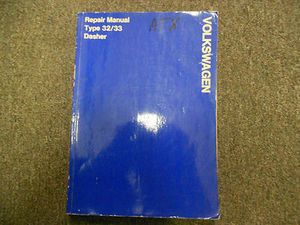 Repair Manual
Type 32/33
Dasher
VOLKSWAGEN